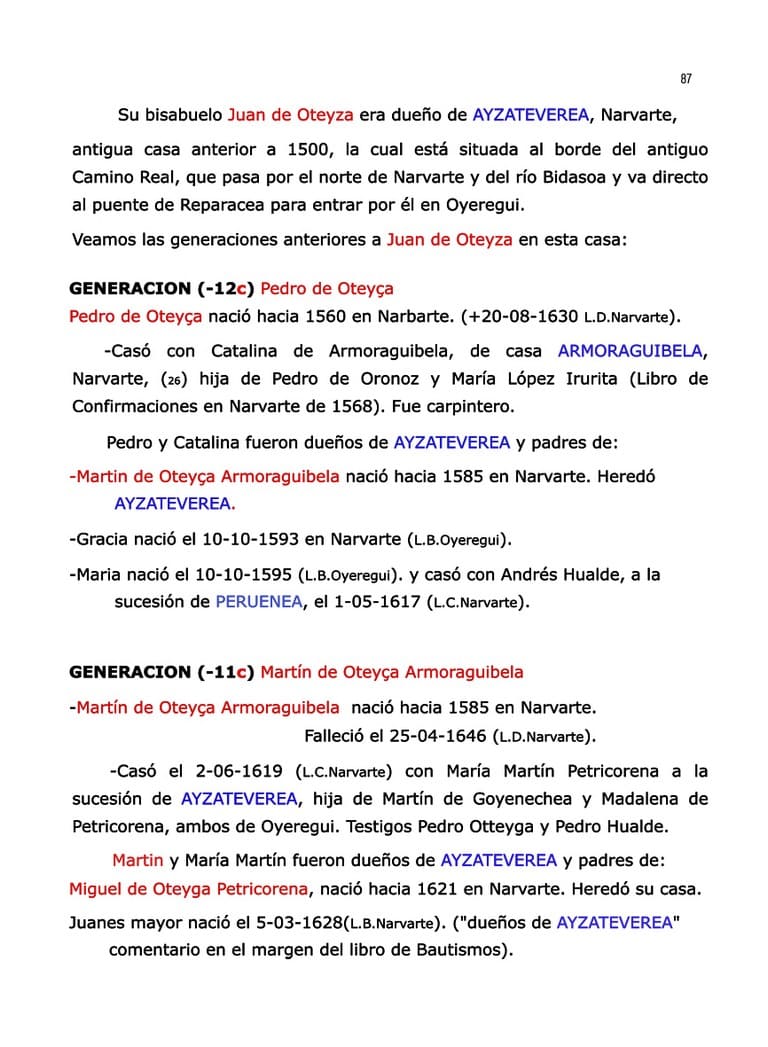 87
Su bisabuelo Juan de Oteyza era dueño de AYZATEVEREA, Narvarte,
antigua casa anterior a 1500, la cual está situada al borde del antiguo
Camino Real, que pasa por el norte de Narvarte y del río Bidasoa y va directo
al puente de Reparacea para entrar por él en Oyeregui.
Veamos las generaciones anteriores a Juan de Oteyza en esta casa:
GENERACION (-12c) Pedro de Oteyça
Pedro de Oteyça nació hacia 1560 en Narbarte. (+20-08-1630 L.D.Narvarte).
-Casó con Catalina de Armoraguibela, de casa ARMORAGUIBELA,
Narvarte, (26) hija de Pedro de Oronoz y María López Irurita (Libro de
Confirmaciones en Narvarte de 1568). Fue carpintero.
Pedro y Catalina fueron dueños de AYZATEVEREA y padres de:
-Martin de Oteyça Armoraguibela nació hacia 1585 en Narvarte. Heredó
AYZATEVEREA.
-Gracia nació el 10-10-1593 en Narvarte (L.B.Oyeregui).
-Maria nació el 10-10-1595 (L.B.Oyeregui). y casó con Andrés Hualde, a la
sucesión de PERUENEA, el 1-05-1617 (L.C.Narvarte).
GENERACION (-11c) Martín de Oteyça Armoraguibela
-Martín de Oteyça Armoraguibela nació hacia 1585 en Narvarte.
Falleció el 25-04-1646 (L.D.Narvarte).
-Casó el 2-06-1619 (L.C.Narvarte) con María Martín Petricorena a la
sucesión de AYZATEVEREA, hija de Martín de Goyenechea y Madalena de
Petricorena, ambos de Oyeregui. Testigos Pedro Otteyga y Pedro Hualde.
Martin y María Martín fueron dueños de AYZATEVEREA y padres de:
Miguel de Oteyga Petricorena, nació hacia 1621 en Narvarte. Heredó su casa.
Juanes mayor nació el 5-03-1628(L.B.Narvarte). ("dueños de AYZATEVEREA"
comentario en el margen del libro de Bautismos).